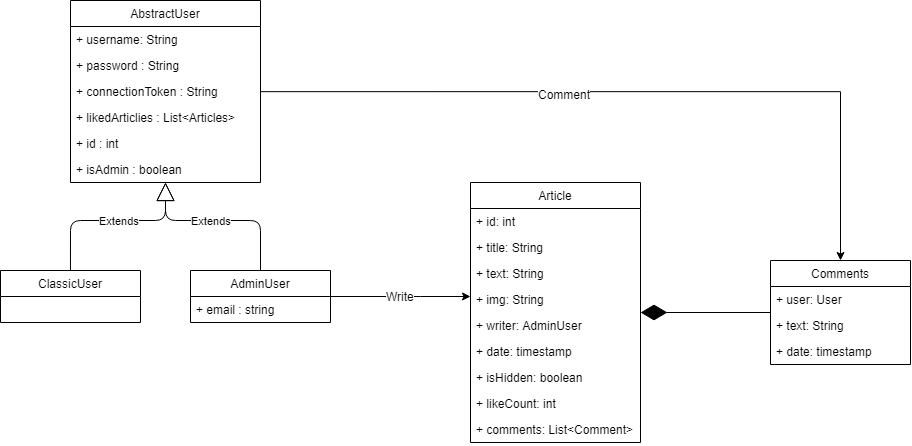 AbstractUser
+ username: String
+ password : String
+ connectionToken : String
+ likedArticlies : List<Articles>
+ id : int
+ isAdmin : boolean
Comment
Extends
Extends
ClassicUser
AdminUser
+ email : string
Write
Article
+ id: int
+ title: String
+ text: String
+ img: String
+ writer: AdminUser
+ date: timestamp
+ isHidden: boolean
+ likeCount: int
+ comments: List<Comment>
Comments
+ user: User
+ text: String
+ date: timestamp